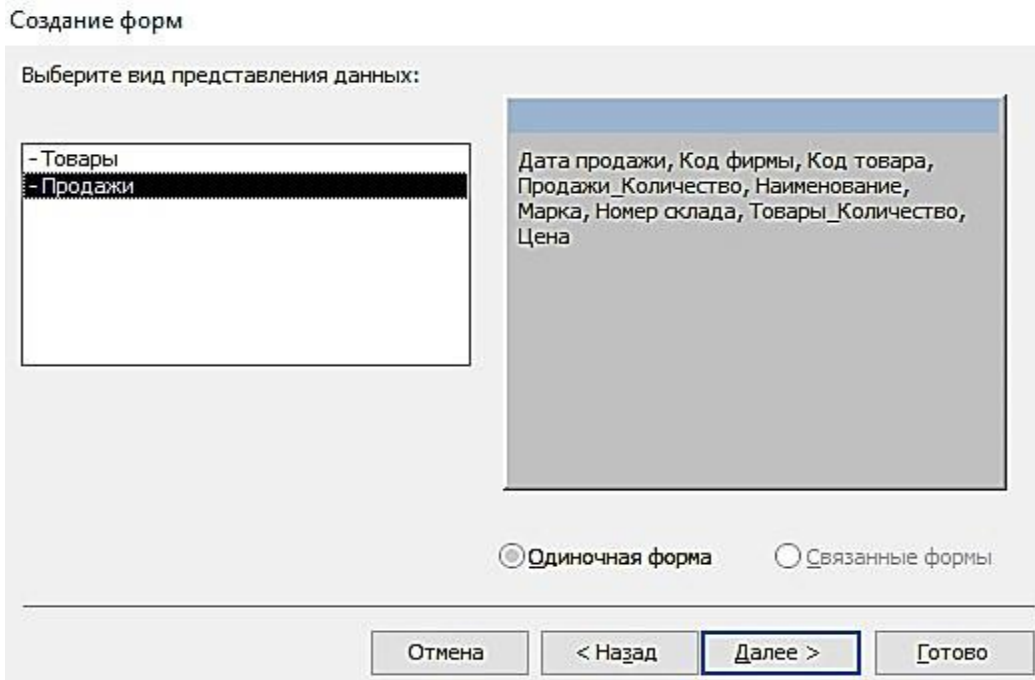 Создание форм
Выберите вид представления данных:
- Товары
- Продажи
Дата продажи, Код фирмы, Код товара,
Продажи_Количество, Наименование,
Марка, Номер склада, Товары_Количество,
Цена
Одиночная форма
Связанные формы
Отмена
< Назад
Далее >
Готово